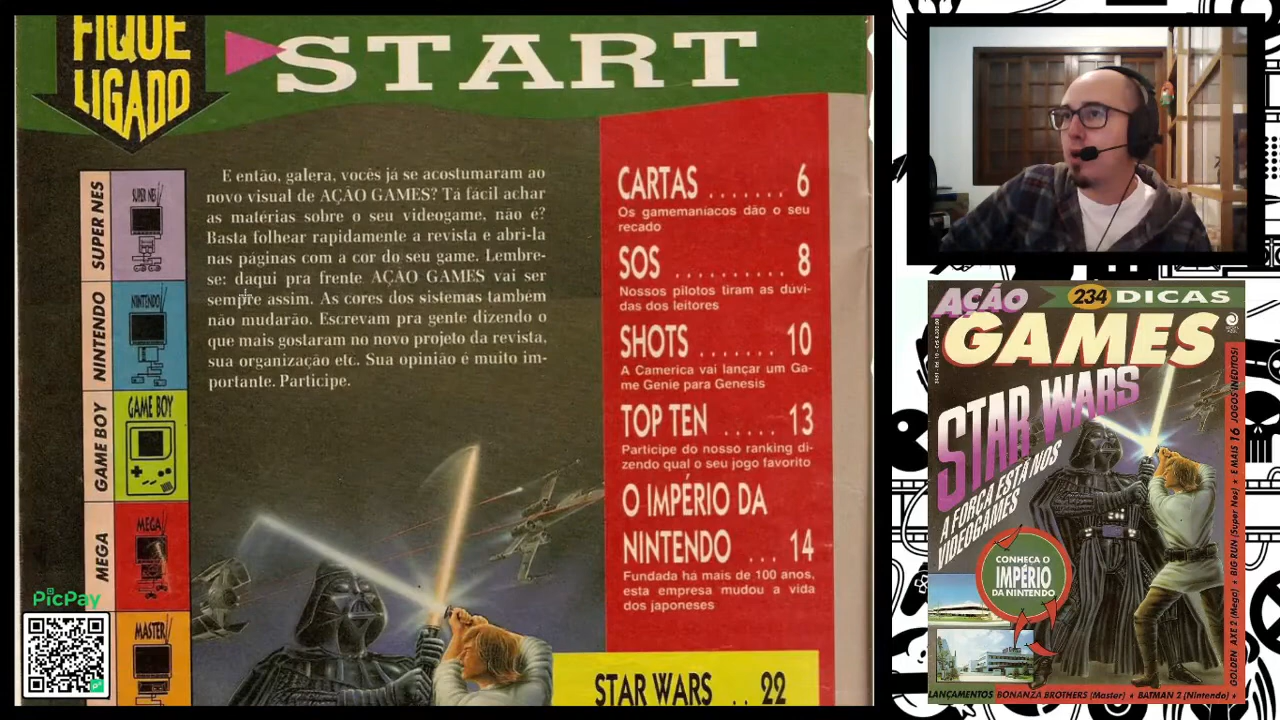 FIQUE
LIGADO
START
SUPER NES
SUPER NES
NINTENDO
NINTENDO
GAME BOY
GAME BOY
MEGA
MEGA
MASTER
E então, galera, vocês já se acostumaram ao
novo visual de AÇÃO GAMES? Tá fácil achar
as matérias sobre o seu videogame, não é?
Basta folhear rapidamente a revista e abri-la
nas páginas com a cor do seu game. Lembre-
se: daqui pra frente AÇÃO GAMES vai ser
sempre assim. As cores dos sistemas também
não mudarão. Escrevam pra gente dizendo o
que mais gostaram no novo projeto da revista,
sua organização etc. Sua opinião é muito im-
portante. Participe.
CARTAS ....... 6
Os gamemaníacos dão o seu
recado
SOS .......... 8
Nossos pilotos tiram as dúvi-
das dos leitores
SHOTS ....... 10
A Camerica vai lançar um Ga-
me Genie para Genesis
TOP TEN ..... 13
Participe do nosso ranking di-
zendo qual o seu jogo favorito
O IMPÉRIO DA
NINTENDO ... 14
Fundada há mais de 100 anos,
esta empresa mudou a vida
dos japoneses
STAR WARS .. 22
PicPay
AÇÃO
234 DICAS
GAMES
STAR WARS
A FORÇA ESTÁ NOS
VIDEOGAMES
CONHEÇA O
IMPÉRIO
DA NINTENDO
GOLDEN AXE 2 (Mega) • BIG RUN (Super Nes) • E MAIS 16 JOGOS INÉDITOS!
LANÇAMENTOS BONANZA BROTHERS (Master) • BATMAN 2 (Nintendo) •